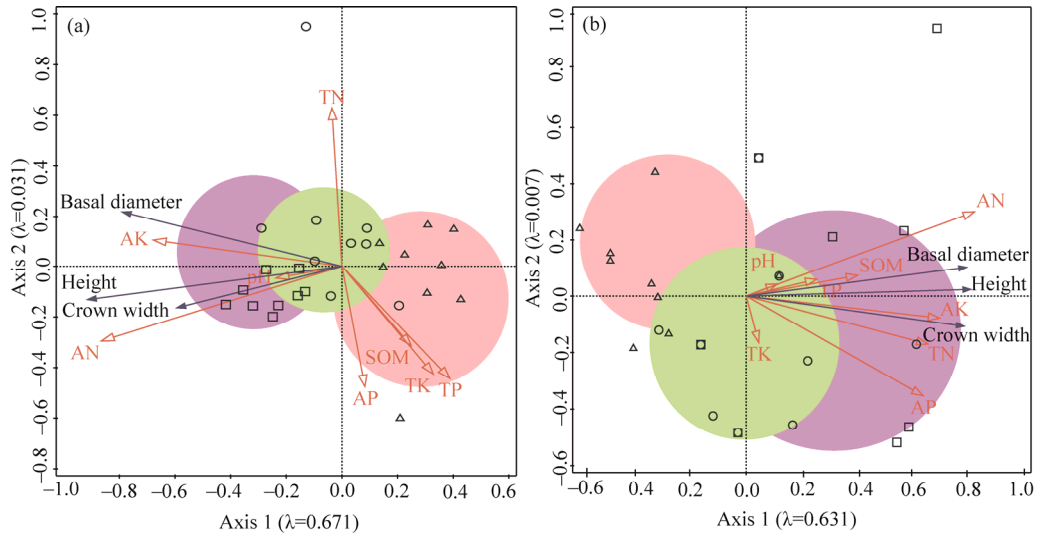 (a)
1.0
0.8
0.6
0.4
0.2
0.0
−0.2
−0.4
−0.6
−0.8
Axis 2 (λ=0.031)
TN
Basal diameter
AK
pH
Height
Crown width
AN
SOM
TK
TP
AP
−1.0
−0.8
−0.6
−0.4
−0.2
0.0
0.2
0.4
0.6
Axis 1 (λ=0.671)
(b)
1.0
0.8
0.6
0.4
0.2
0.0
−0.2
−0.4
−0.6
Axis 2 (λ=0.007)
AN
Basal diameter
pH
SOM
TP
Height
AK
Crown width
TN
TK
AP
−0.6
−0.4
−0.2
0.0
0.2
0.4
0.6
0.8
1.0
Axis 1 (λ=0.631)